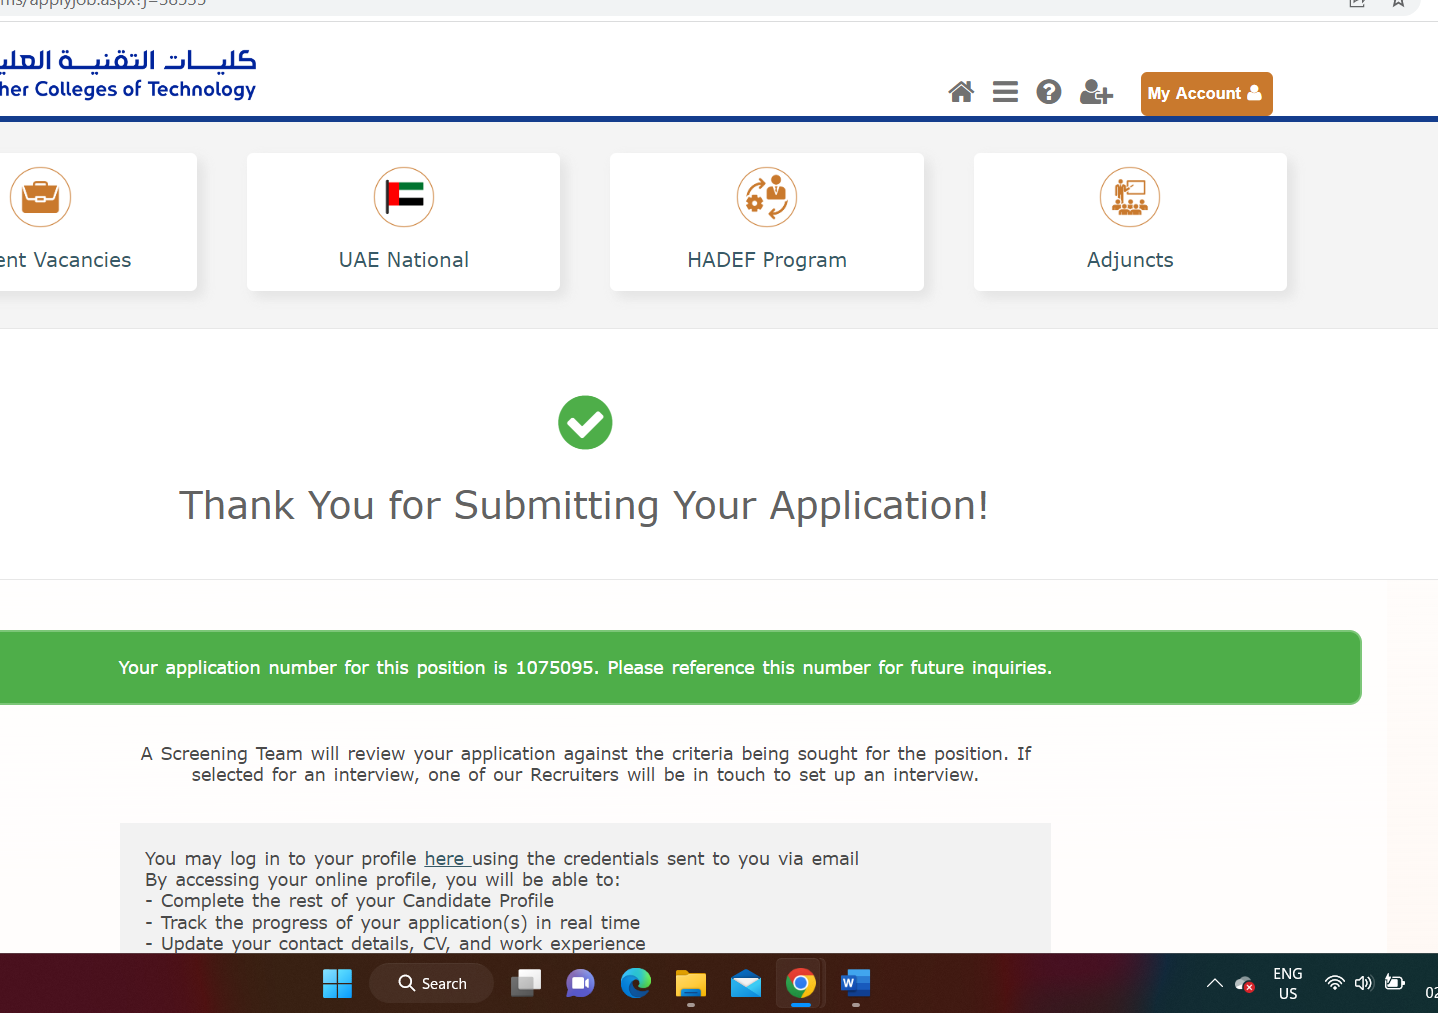 كليات التقنية العلي
her Colleges of Technology
My Account
ent Vacancies
UAE National
HADEF Program
Adjuncts
Thank You for Submitting Your Application!
Your application number for this position is 1075095. Please reference this number for future inquiries.
A Screening Team will review your application against the criteria being sought for the position. If
selected for an interview, one of our Recruiters will be in touch to set up an interview.
You may log in to your profile here using the credentials sent to you via email
By accessing your online profile, you will be able to:
- Complete the rest of your Candidate Profile
- Track the progress of your application(s) in real time
- Update your contact details, CV, and work experience
Search
ENG
US
02